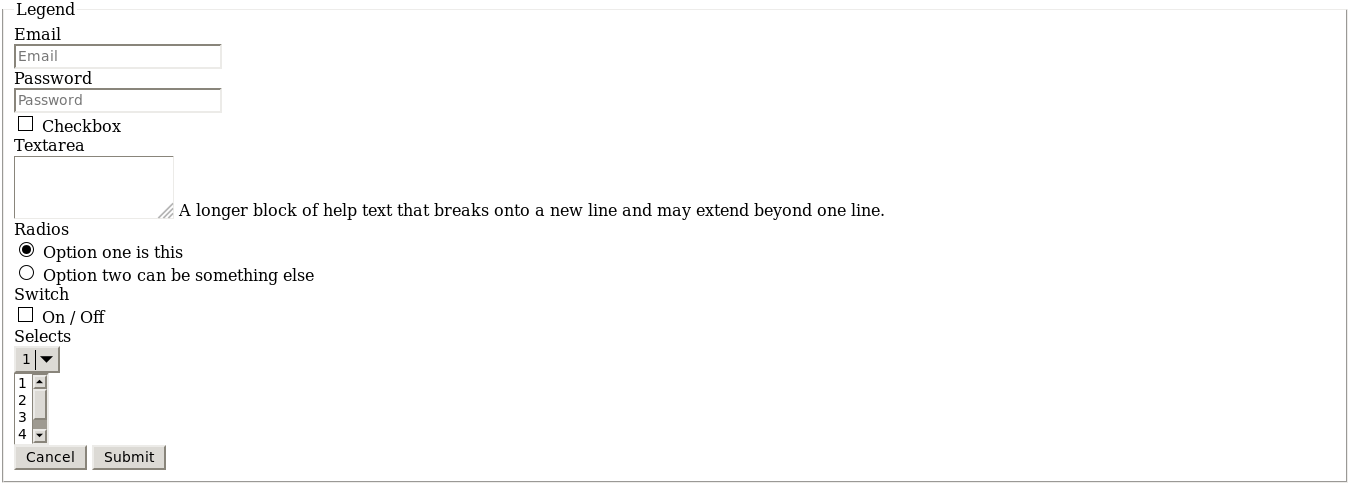 Legend
Email
Email
Password
Password
Checkbox
Textarea
A longer block of help text that breaks onto a new line and may extend beyond one line.
Radios
Option one is this
Option two can be something else
Switch
On / Off
Selects
1
1
2
3
4
Cancel Submit